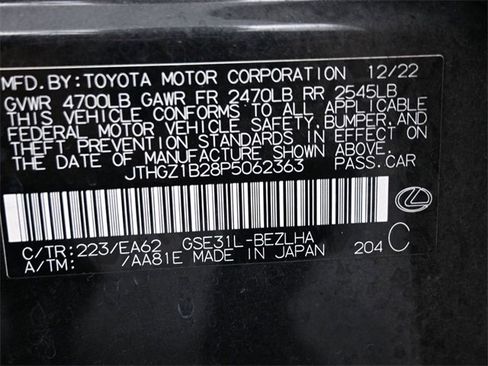 MFD.BY:TOYOTA MOTOR CORPORATION 12/22
GVWR 4700LB GAWR FR 2470LB RR 2545LB
THIS VEHICLE CONFORMS TO ALL APPLICABLE
FEDERAL MOTOR VEHICLE SAFETY,BUMPER,AND
THEFT PREVENTION STANDARDS IN EFFECT ON
THE DATE OF MANUFACTURE SHOWN ABOVE.
JTHGZ1B28P5062363 PASS.CAR
C/TR:223/EA62 GSE31L-BEZLHA
A/TM: /AA81E MADE IN JAPAN 204 C